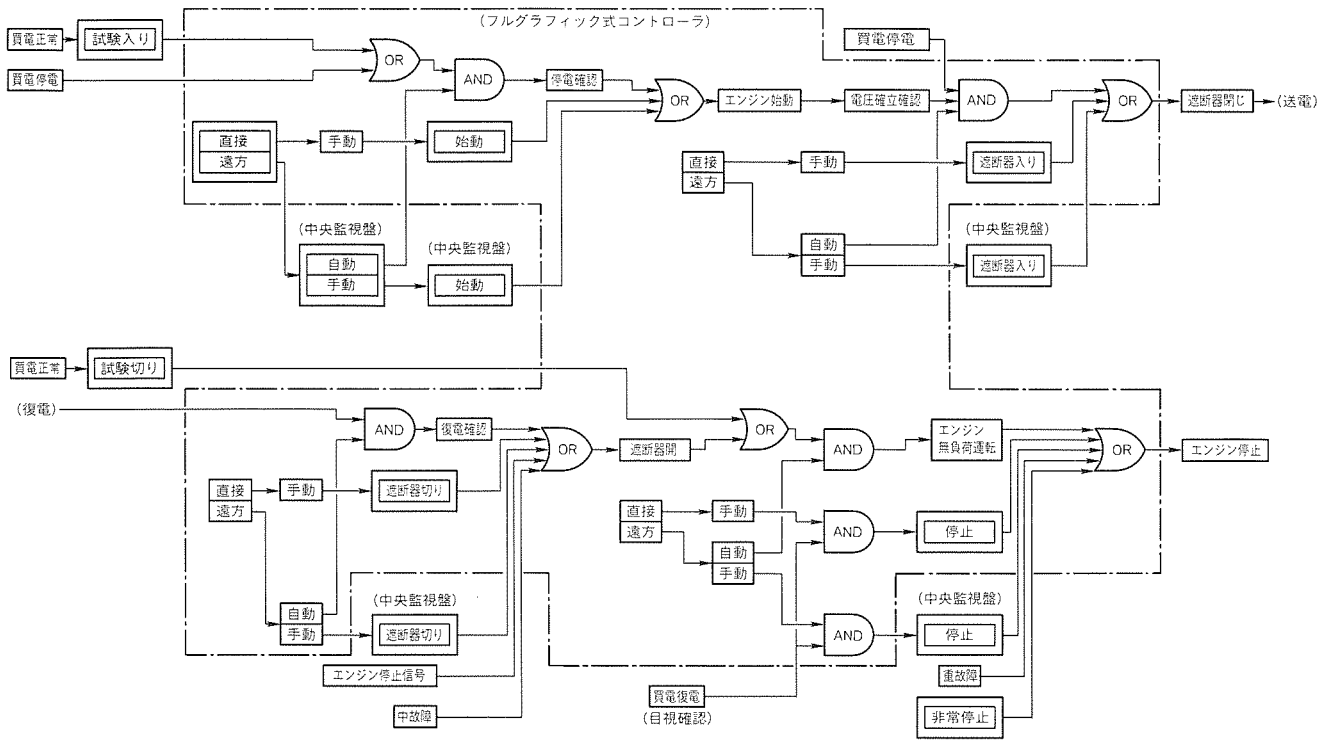 (フルグラフィック式コントローラ)
買電正常
試験入り
買電停電
OR
AND
停電確認
OR
エンジン始動
電圧確立確認
買電停電
AND
OR
遮断器閉じ
(送電)
直接
遠方
手動
始動
直接
遠方
手動
遮断器入り
(中央監視盤)
自動
手動
(中央監視盤)
始動
自動
手動
(中央監視盤)
遮断器入り
買電正常
試験切り
(復電)
AND
復電確認
OR
遮断器開
OR
AND
エンジン
無負荷運転
OR
エンジン停止
直接
遠方
手動
遮断器切り
直接
遠方
手動
自動
手動
AND
停止
自動
手動
(中央監視盤)
遮断器切り
AND
(中央監視盤)
停止
エンジン停止信号
中故障
買電復電
(目視確認)
重故障
非常停止